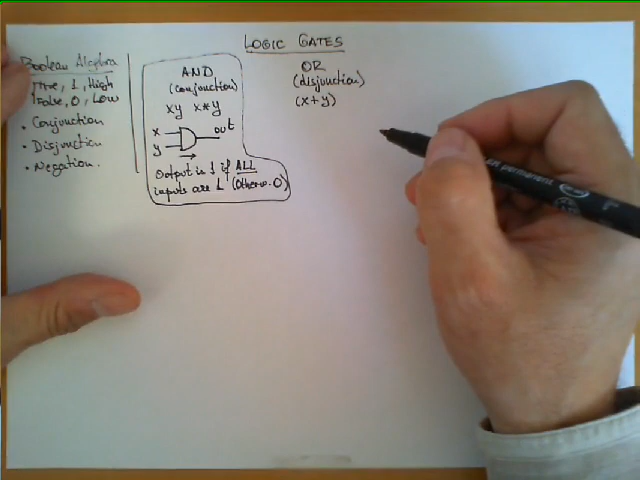 LOGIC GATES
Boolean Algebra
True, 1, High
False, 0, Low
• Conjunction
• Disjunction
• Negation.
AND
(conjunction)
xy x*y
x
y
out
Output is 1 if ALL
inputs are 1 (Otherw. 0)
OR
(disjunction)
(x+y)
permanent